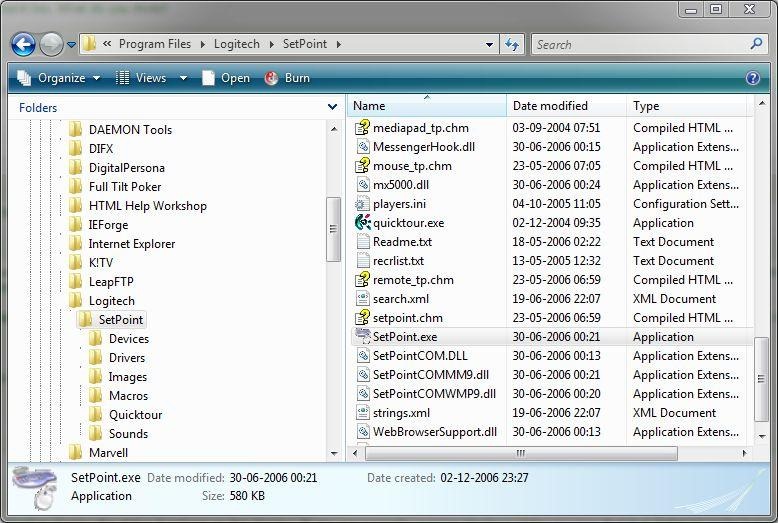 « Program Files Logitech SetPoint
Search
Organize Views Open Burn
Folders
DAEMON Tools
DIFX
DigitalPersona
Full Tilt Poker
HTML Help Workshop
IEForge
Internet Explorer
K!TV
LeapFTP
Logitech
SetPoint
Devices
Drivers
Images
Macros
Quicktour
Sounds
Marvell
Name Date modified Type
mediapad_tp.chm 03-09-2004 07:51 Compiled HTML ...
MessengerHook.dll 30-06-2006 00:15 Application Extens...
mouse_tp.chm 23-05-2006 07:05 Compiled HTML ...
mx5000.dll 30-06-2006 00:24 Application Extens...
players.ini 04-10-2005 11:05 Configuration Sett...
quicktour.exe 02-12-2004 09:35 Application
Readme.txt 18-05-2006 02:22 Text Document
recrlist.txt 13-05-2005 12:32 Text Document
remote_tp.chm 23-05-2006 06:59 Compiled HTML ...
search.xml 19-06-2006 22:07 XML Document
setpoint.chm 23-05-2006 06:59 Compiled HTML ...
SetPoint.exe 30-06-2006 00:21 Application
SetPointCOM.DLL 30-06-2006 00:13 Application Extens...
SetPointCOMMM9.dll 30-06-2006 00:21 Application Extens...
SetPointCOMWMP9.dll 30-06-2006 00:20 Application Extens...
strings.xml 19-06-2006 22:07 XML Document
WebBrowserSupport.dll 30-06-2006 00:13 Application Extens...
SetPoint.exe Date modified: 30-06-2006 00:21 Date created: 02-12-2006 23:27
Application Size: 580 KB